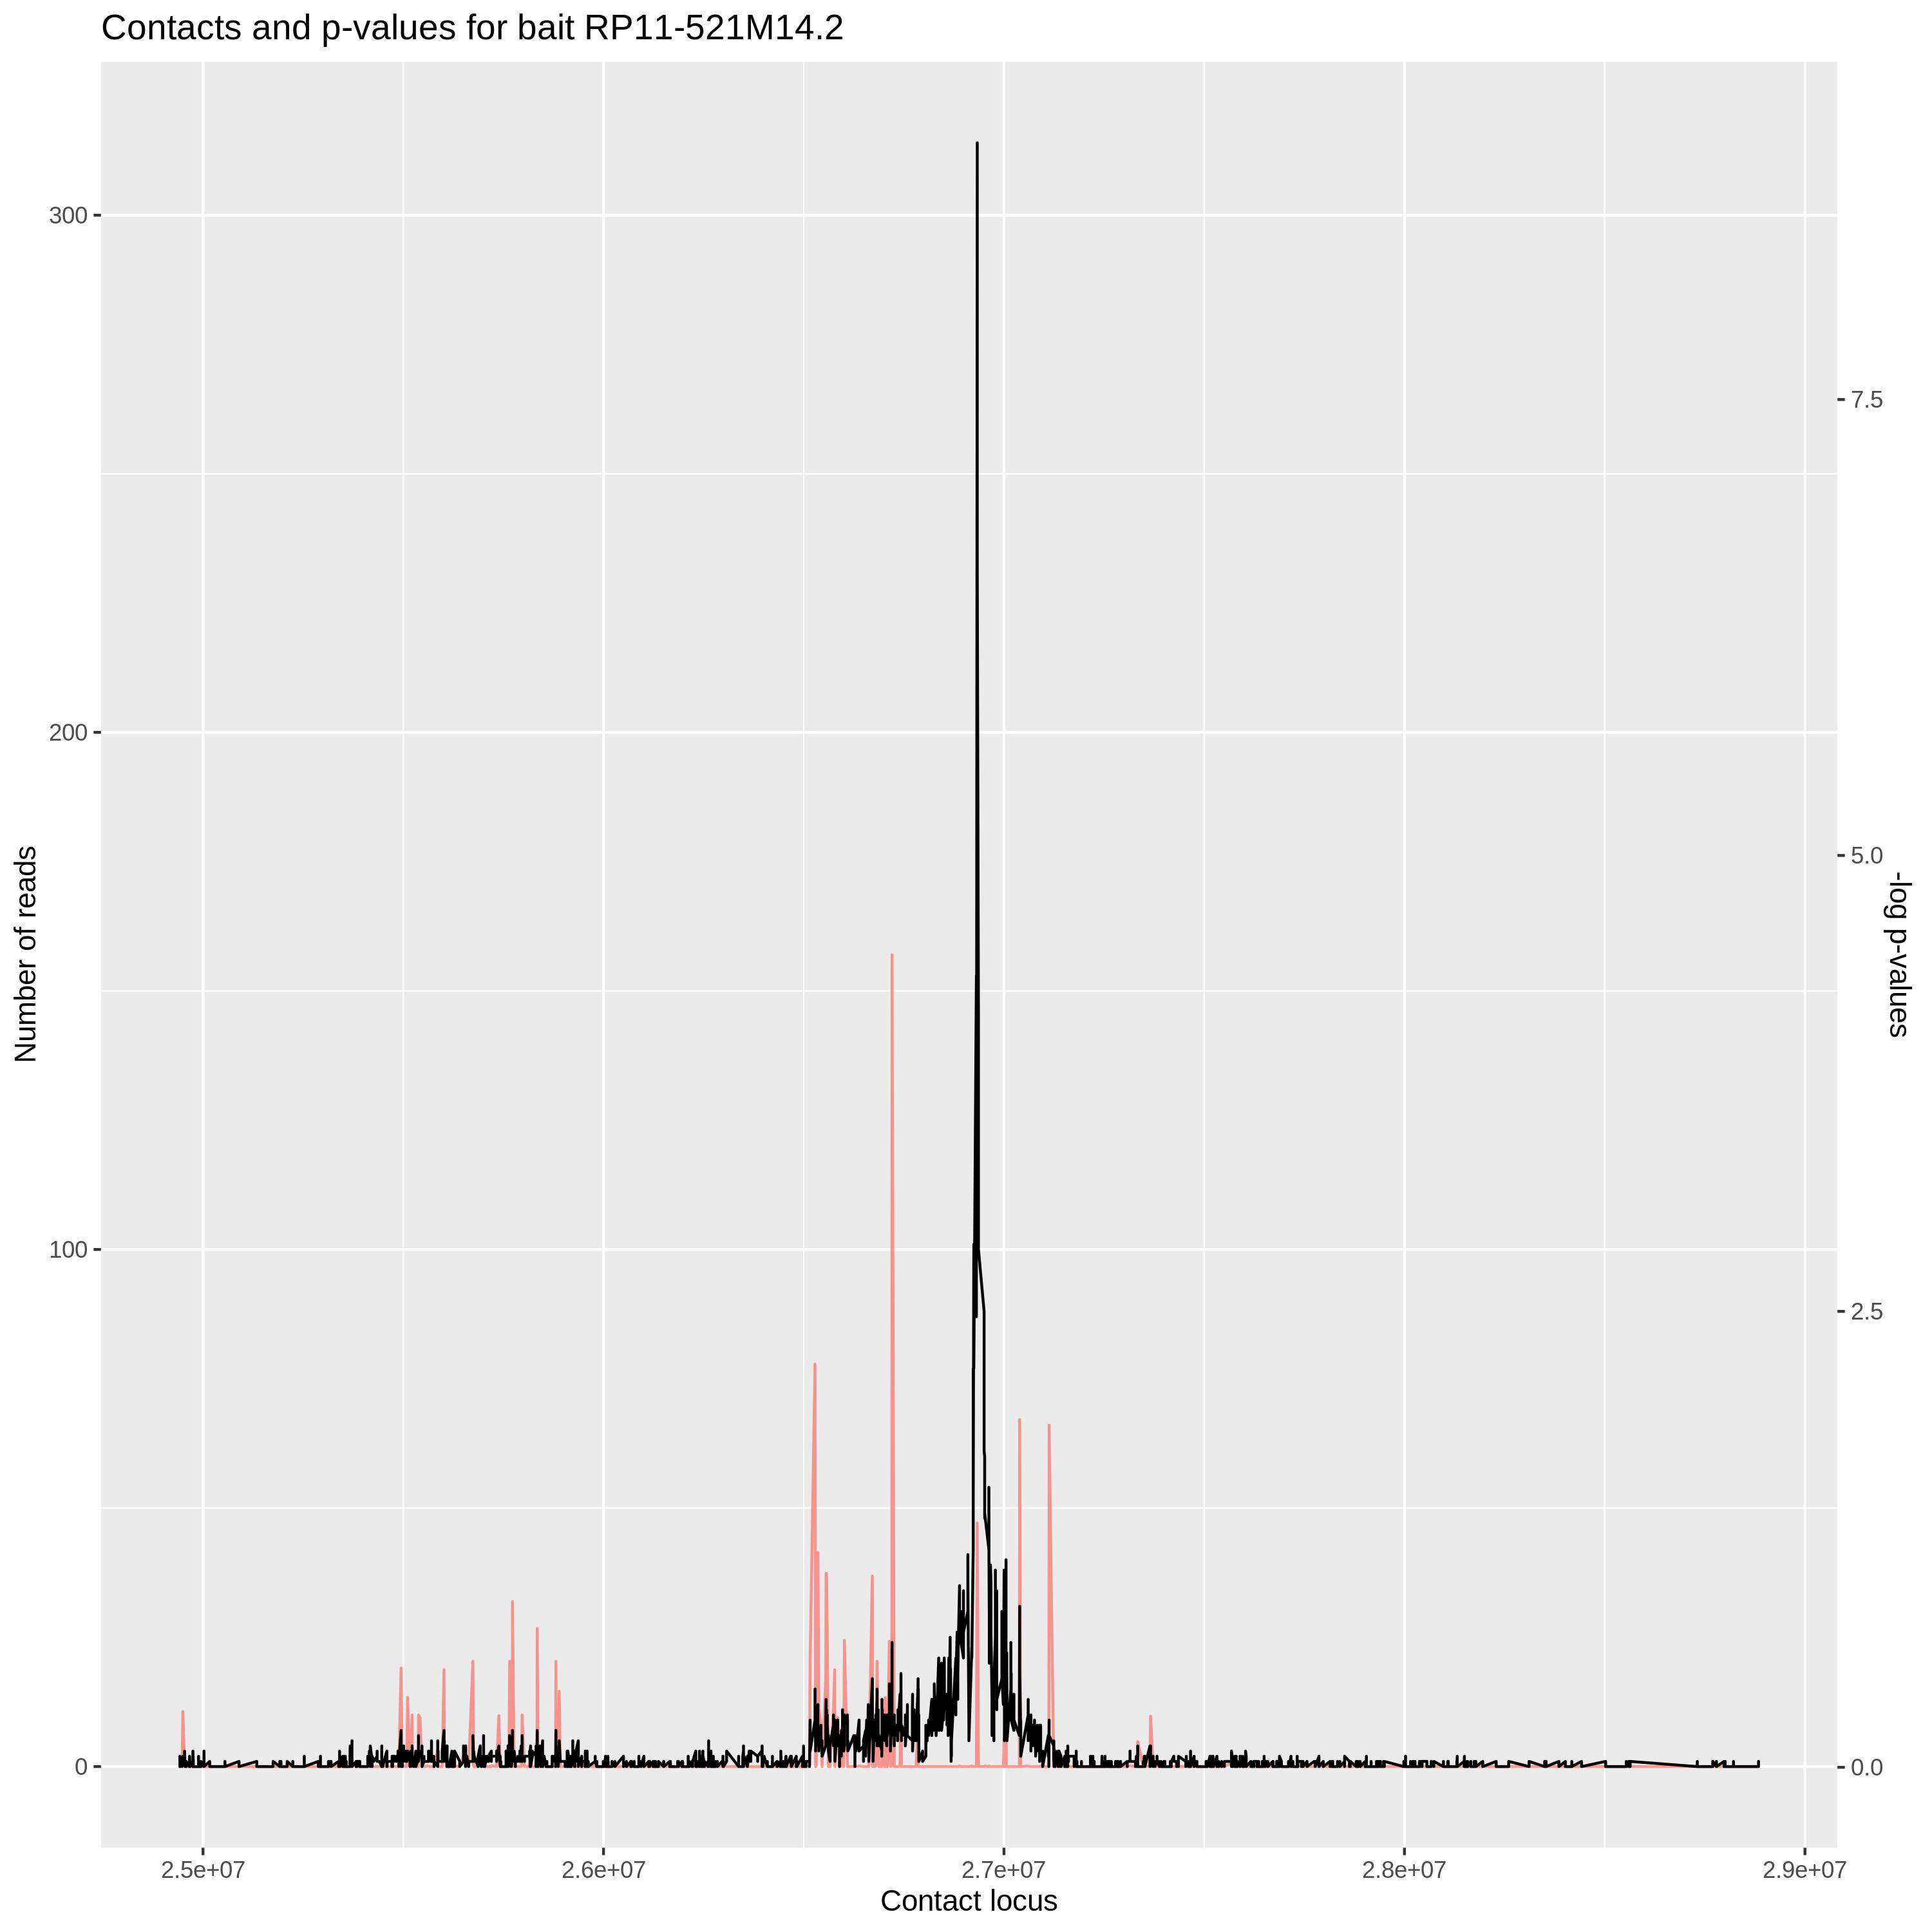 Contacts and p-values for bait RP11-521M14.2
300
200
100
0
Number of reads
7.5
5.0
2.5
0.0
-log p-values
2.5e+07
2.6e+07
2.7e+07
2.8e+07
2.9e+07
Contact locus